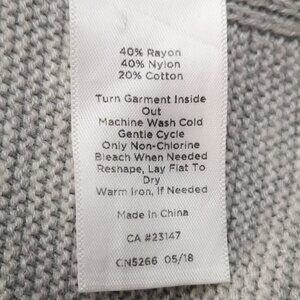 40% Rayon
40% Nylon
20% Cotton
Turn Garment Inside
Out
Machine Wash Cold
Gentle Cycle
Only Non-Chlorine
Bleach When Needed
Reshape, Lay Flat To
Dry
Warm Iron, If Needed
Made in China
CA #23147
CN5266 05/18